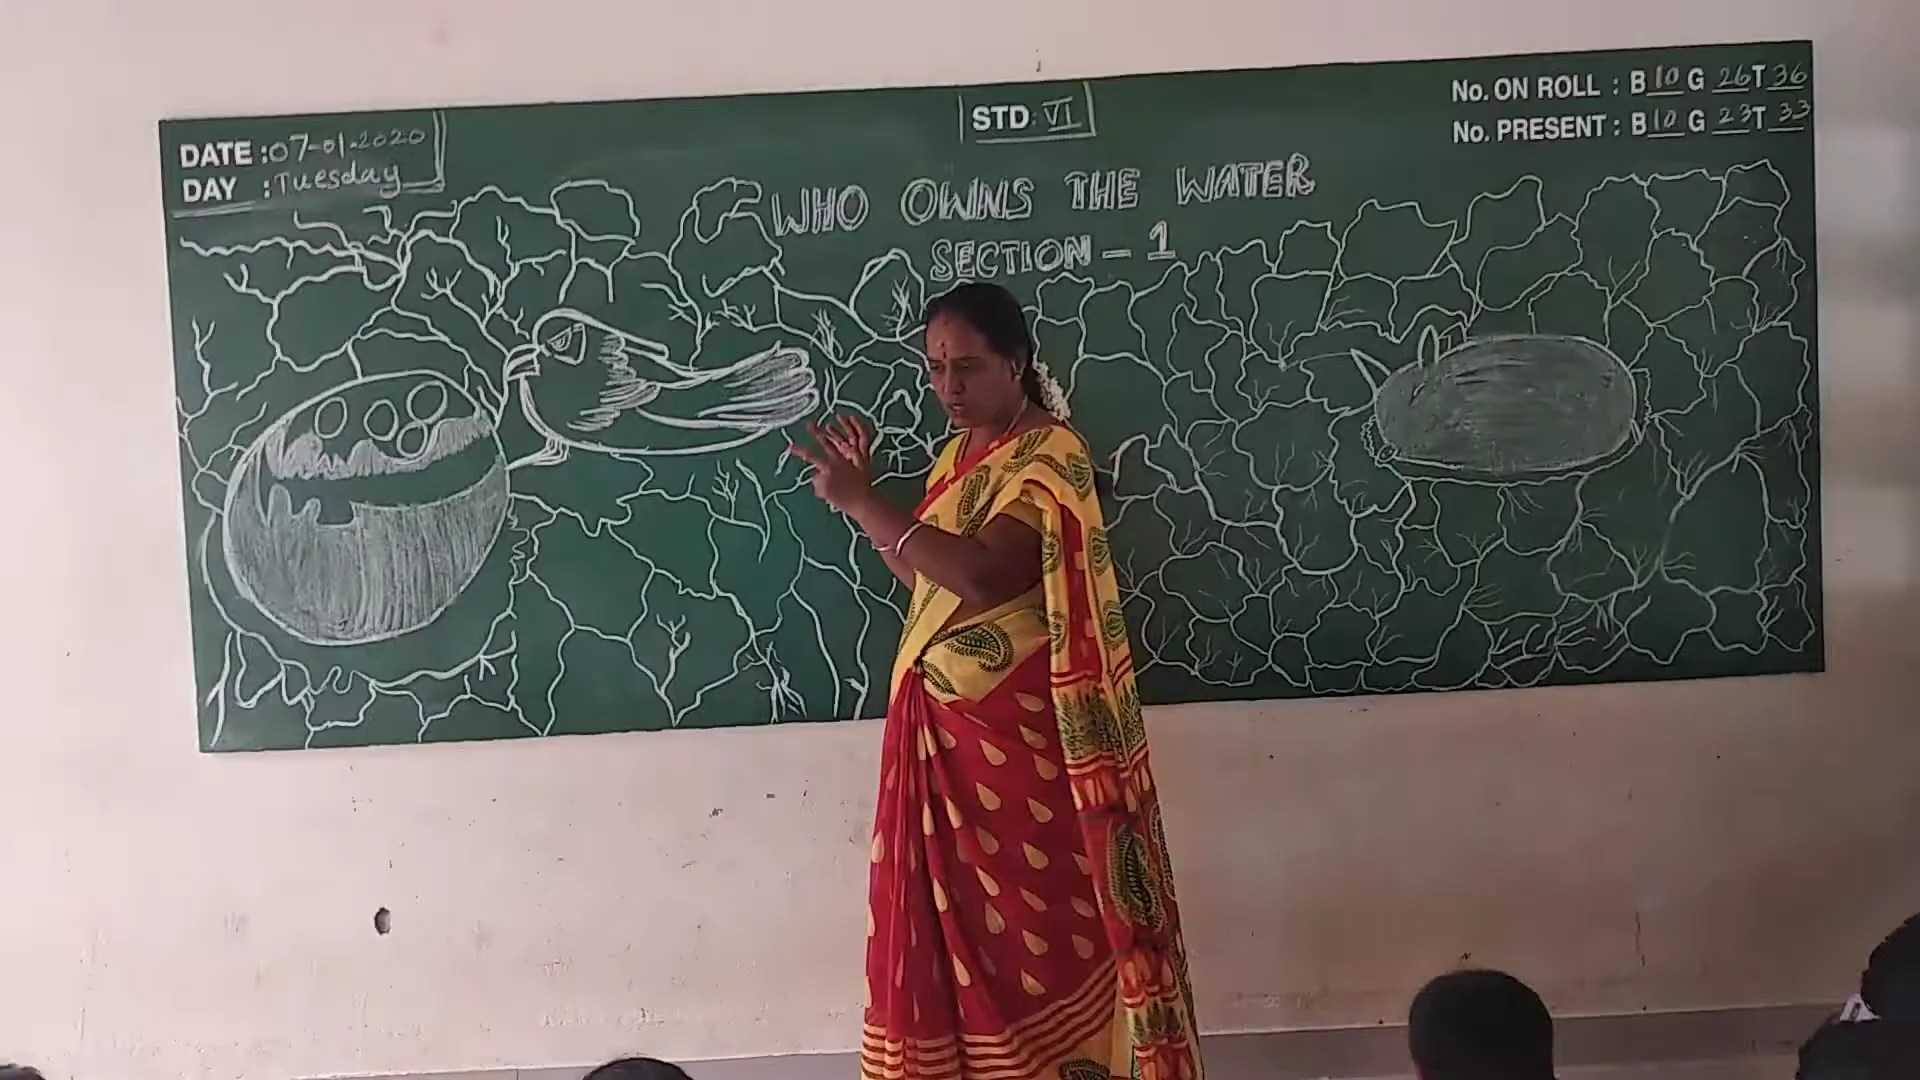 DATE :07-01-2020
DAY :Tuesday
STD: VI
No. ON ROLL : B 10 G 26 T 36
No. PRESENT : B 10 G 23 T 33
WHO OWNS THE WATER
SECTION - 1